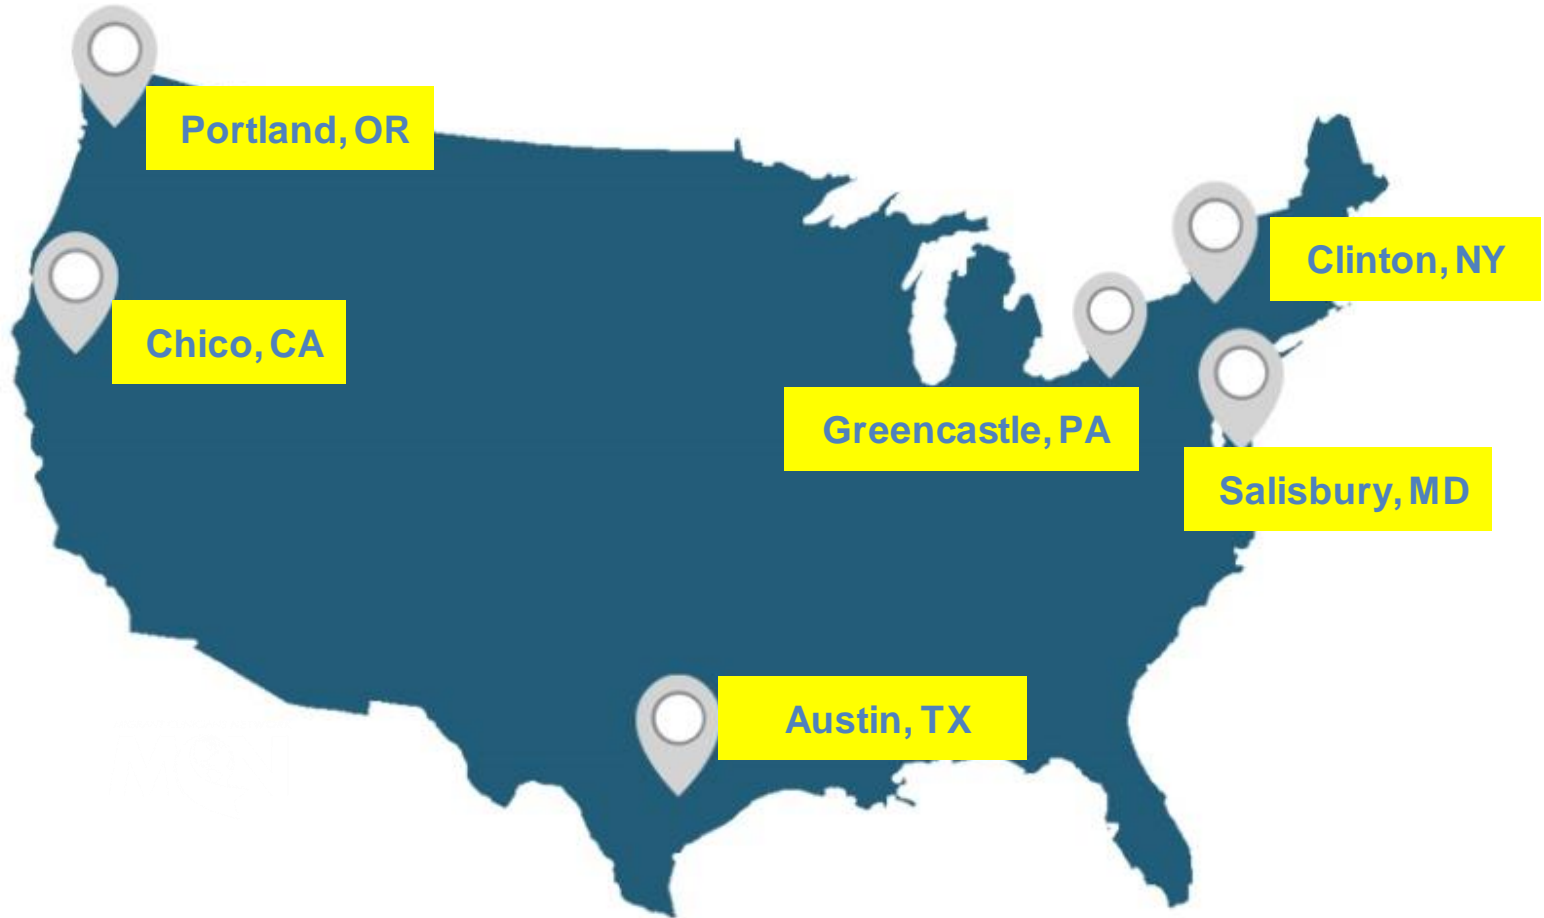 Portland, OR
Clinton, NY
Chico, CA
Greencastle, PA
Salisbury, MD
Austin, TX